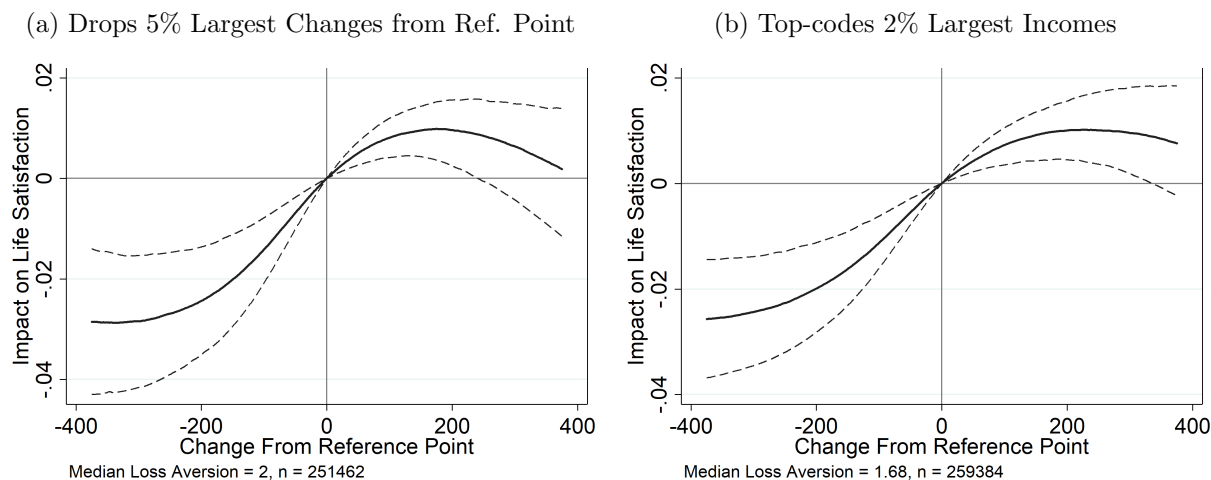 (a) Drops 5% Largest Changes from Ref. Point
.02
0
-.02
-.04
Impact on Life Satisfaction
-400 -200 0 200 400
Change From Reference Point
Median Loss Aversion = 2, n = 251462
(b) Top-codes 2% Largest Incomes
.02
0
-.02
-.04
Impact on Life Satisfaction
-400 -200 0 200 400
Change From Reference Point
Median Loss Aversion = 1.68, n = 259384